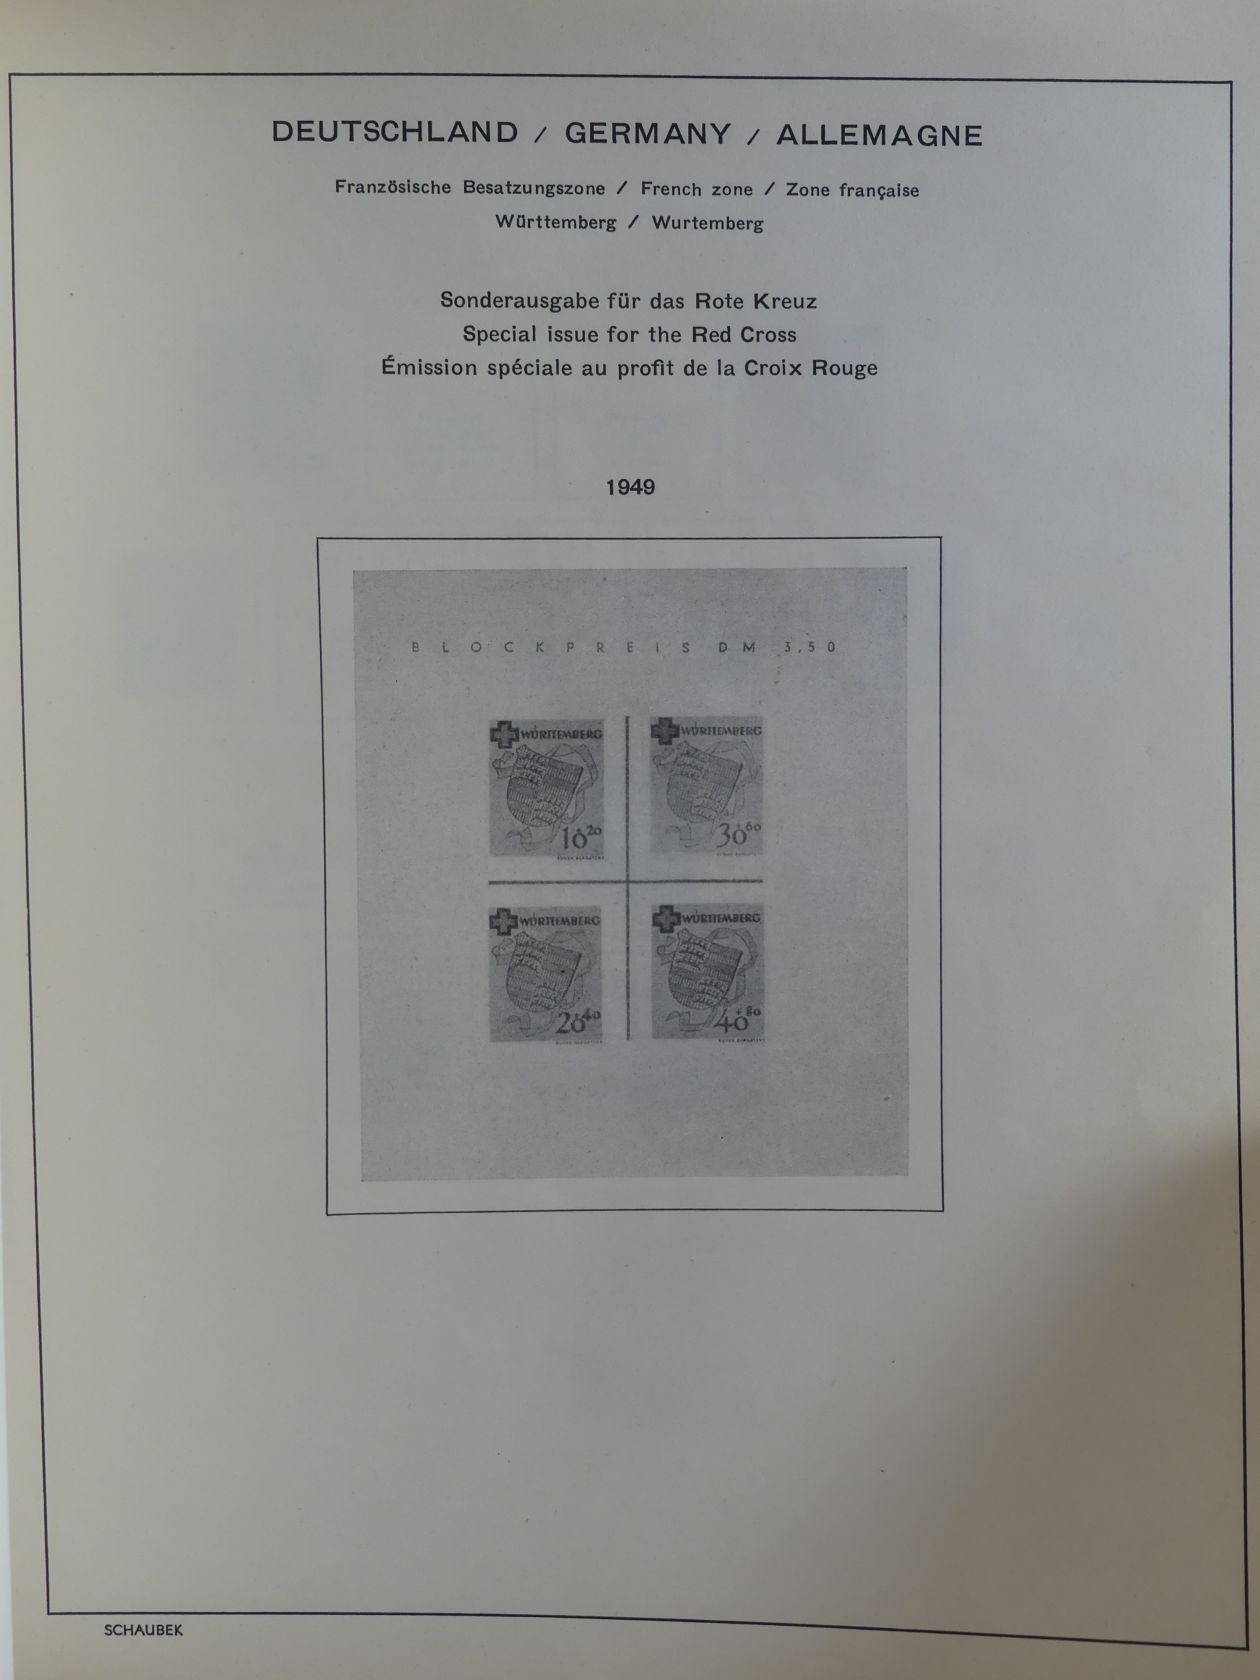 DEUTSCHLAND / GERMANY / ALLEMAGNE
Französische Besatzungszone / French zone / Zone française
Württemberg / Wurtemberg
Sonderausgabe für das Rote Kreuz
Special issue for the Red Cross
Émission spéciale au profit de la Croix Rouge
1949
BLOCKPREIS DM 3,50
WÜRTTEMBERG
10+20
WÜRTTEMBERG
30+60
WÜRTTEMBERG
20+40
WÜRTTEMBERG
40+80
SCHAUBEK